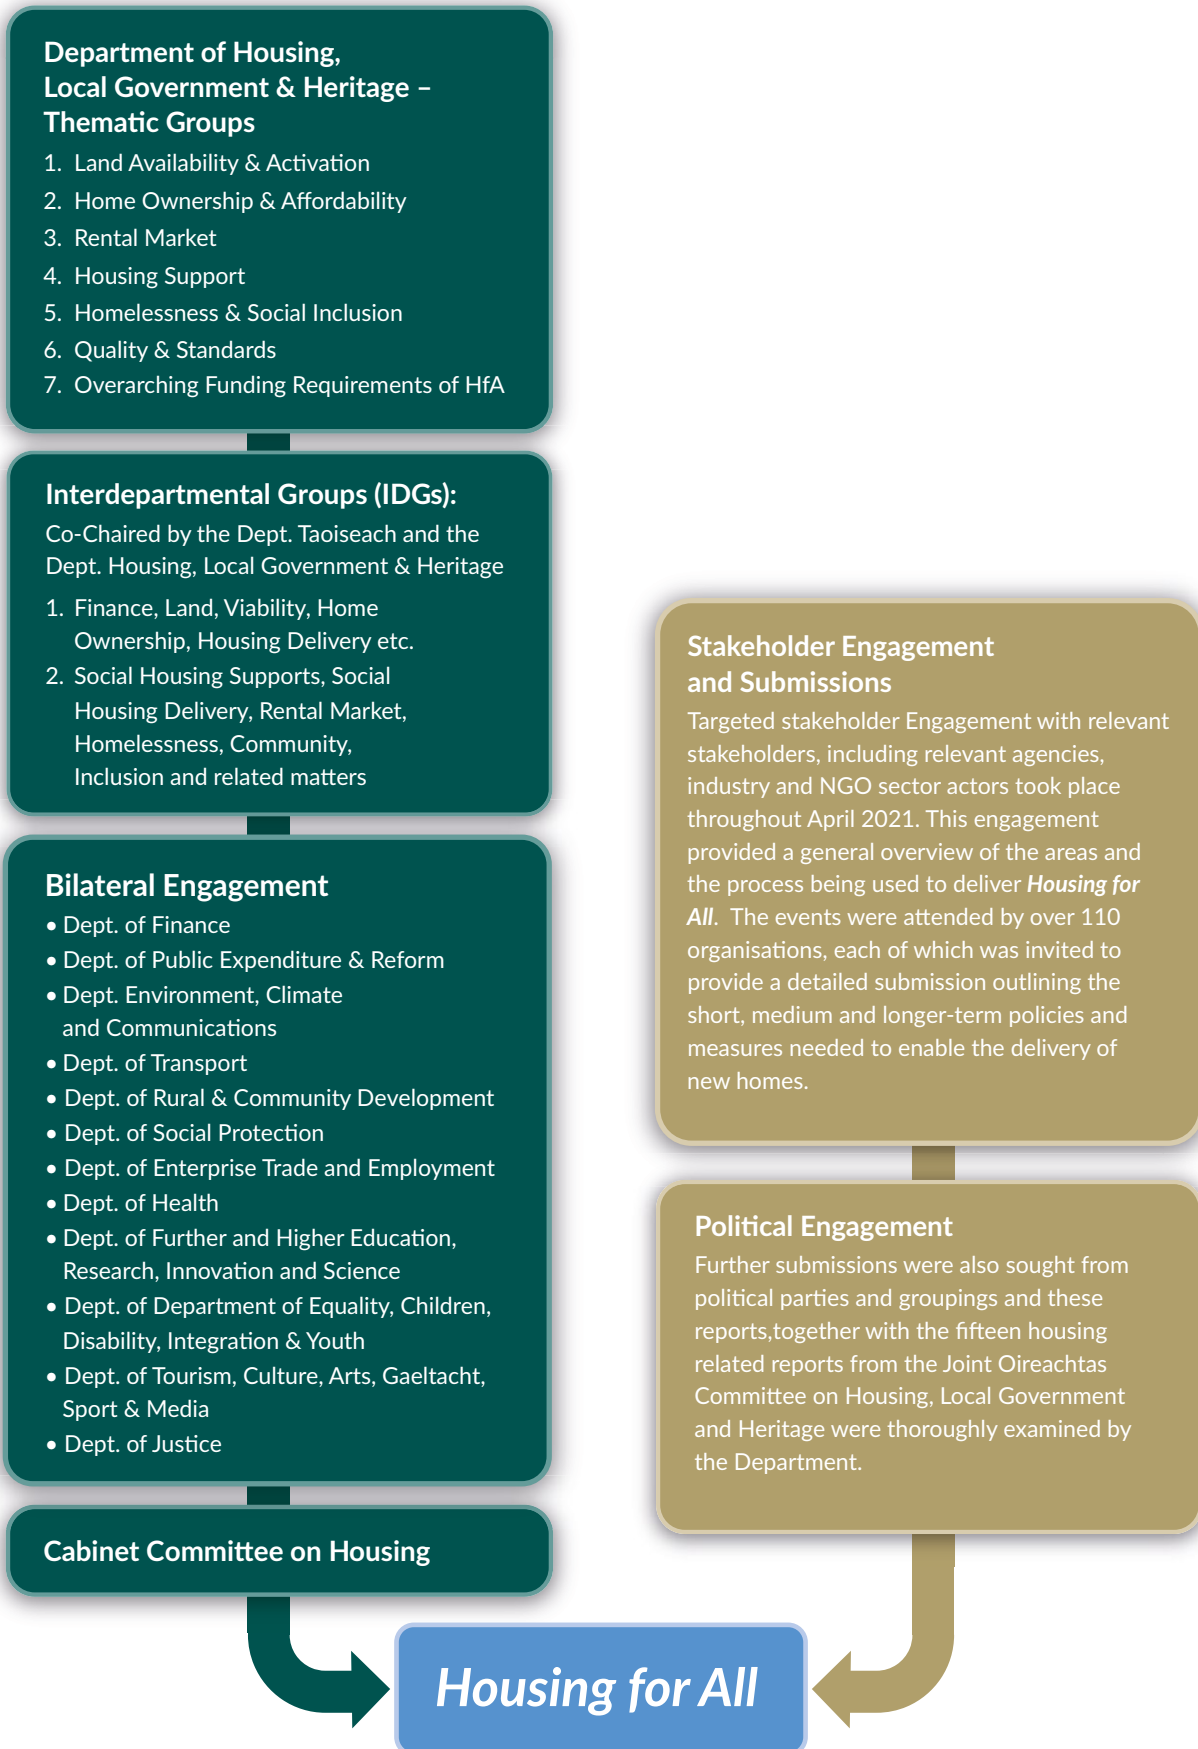 Department of Housing,
Local Government & Heritage –
Thematic Groups
1. Land Availability & Activation
2. Home Ownership & Affordability
3. Rental Market
4. Housing Support
5. Homelessness & Social Inclusion
6. Quality & Standards
7. Overarching Funding Requirements of HfA
Interdepartmental Groups (IDGs):
Co-Chaired by the Dept. Taoiseach and the
Dept. Housing, Local Government & Heritage
1. Finance, Land, Viability, Home
Ownership, Housing Delivery etc.
2. Social Housing Supports, Social
Housing Delivery, Rental Market,
Homelessness, Community,
Inclusion and related matters
Bilateral Engagement
• Dept. of Finance
• Dept. of Public Expenditure & Reform
• Dept. Environment, Climate
and Communications
• Dept. of Transport
• Dept. of Rural & Community Development
• Dept. of Social Protection
• Dept. of Enterprise Trade and Employment
• Dept. of Health
• Dept. of Further and Higher Education,
Research, Innovation and Science
• Dept. of Department of Equality, Children,
Disability, Integration & Youth
• Dept. of Tourism, Culture, Arts, Gaeltacht,
Sport & Media
• Dept. of Justice
Cabinet Committee on Housing
Stakeholder Engagement
and Submissions
Targeted stakeholder Engagement with relevant
stakeholders, including relevant agencies,
industry and NGO sector actors took place
throughout April 2021. This engagement
provided a general overview of the areas and
the process being used to deliver Housing for
All. The events were attended by over 110
organisations, each of which was invited to
provide a detailed submission outlining the
short, medium and longer-term policies and
measures needed to enable the delivery of
new homes.
Political Engagement
Further submissions were also sought from
political parties and groupings and these
reports,together with the fifteen housing
related reports from the Joint Oireachtas
Committee on Housing, Local Government
and Heritage were thoroughly examined by
the Department.
Housing for All